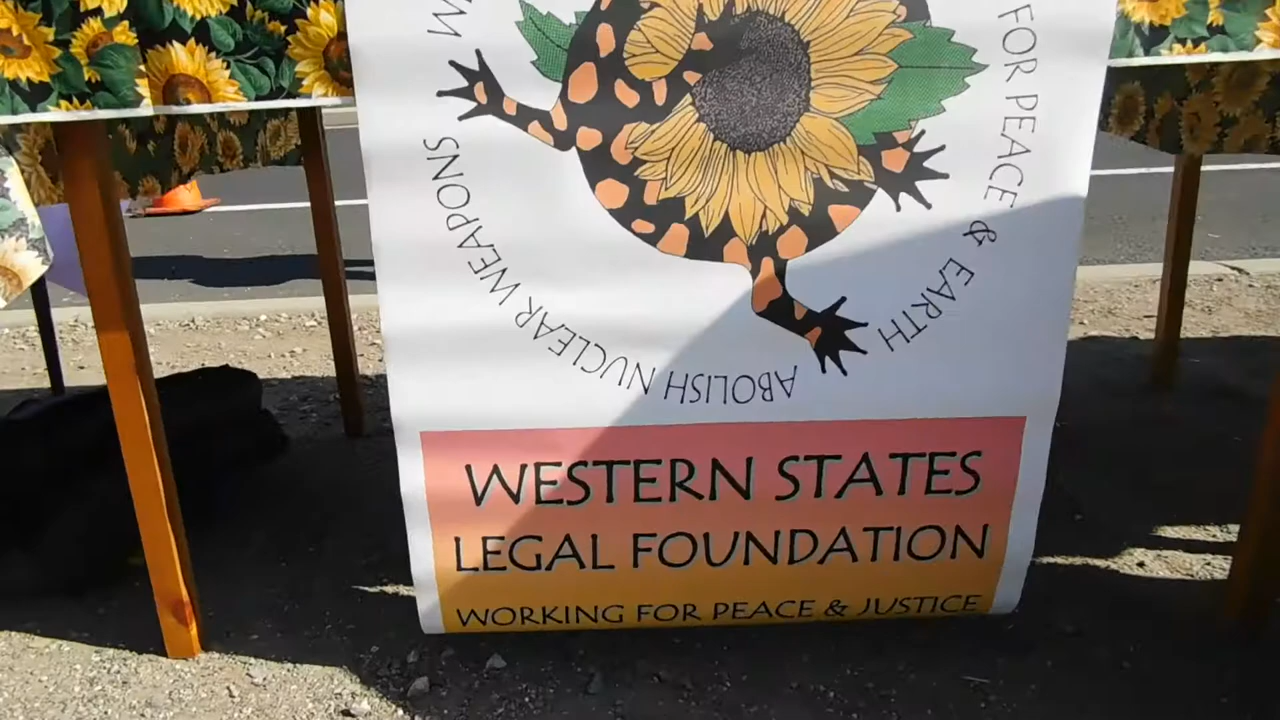 FOR PEACE & EARTH
ABOLISH NUCLEAR WEAPONS
WESTERN STATES
LEGAL FOUNDATION
WORKING FOR PEACE & JUSTICE